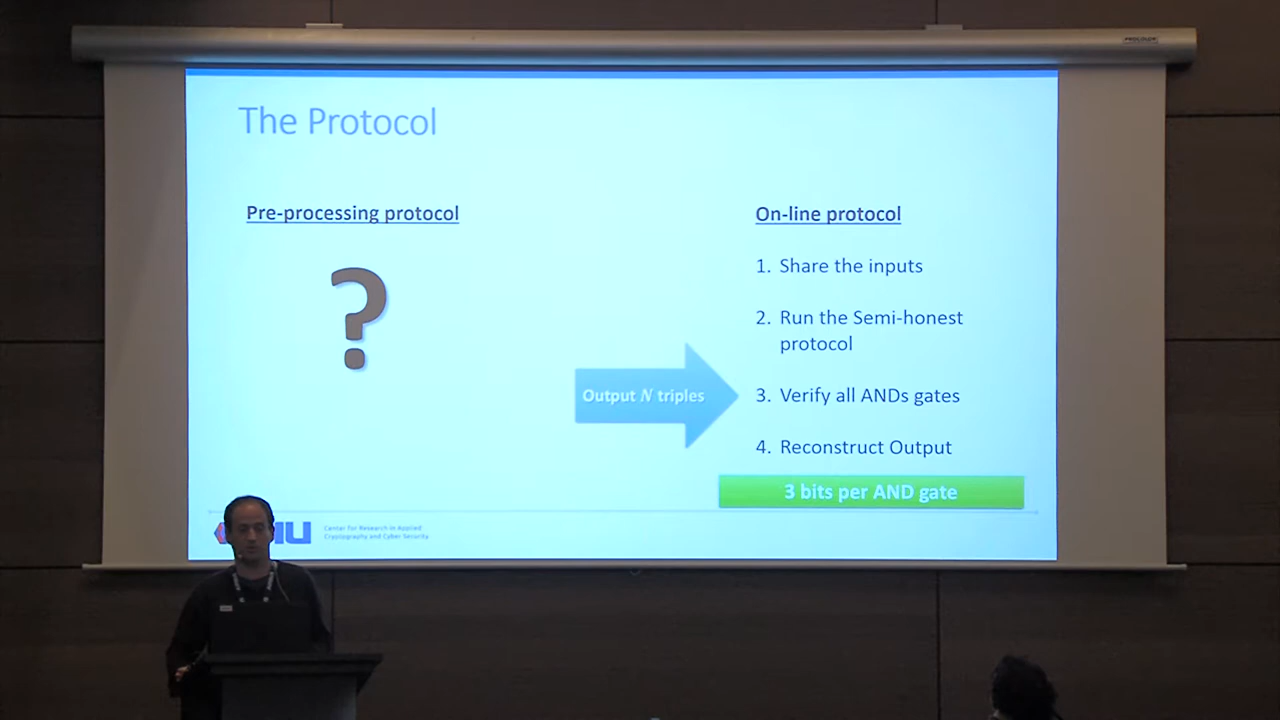 The Protocol
Pre-processing protocol
?
Output N triples
On-line protocol
1. Share the inputs
2. Run the Semi-honest
protocol
3. Verify all ANDs gates
4. Reconstruct Output
3 bits per AND gate
Center for Research in Applied
Cryptography and Cyber Security